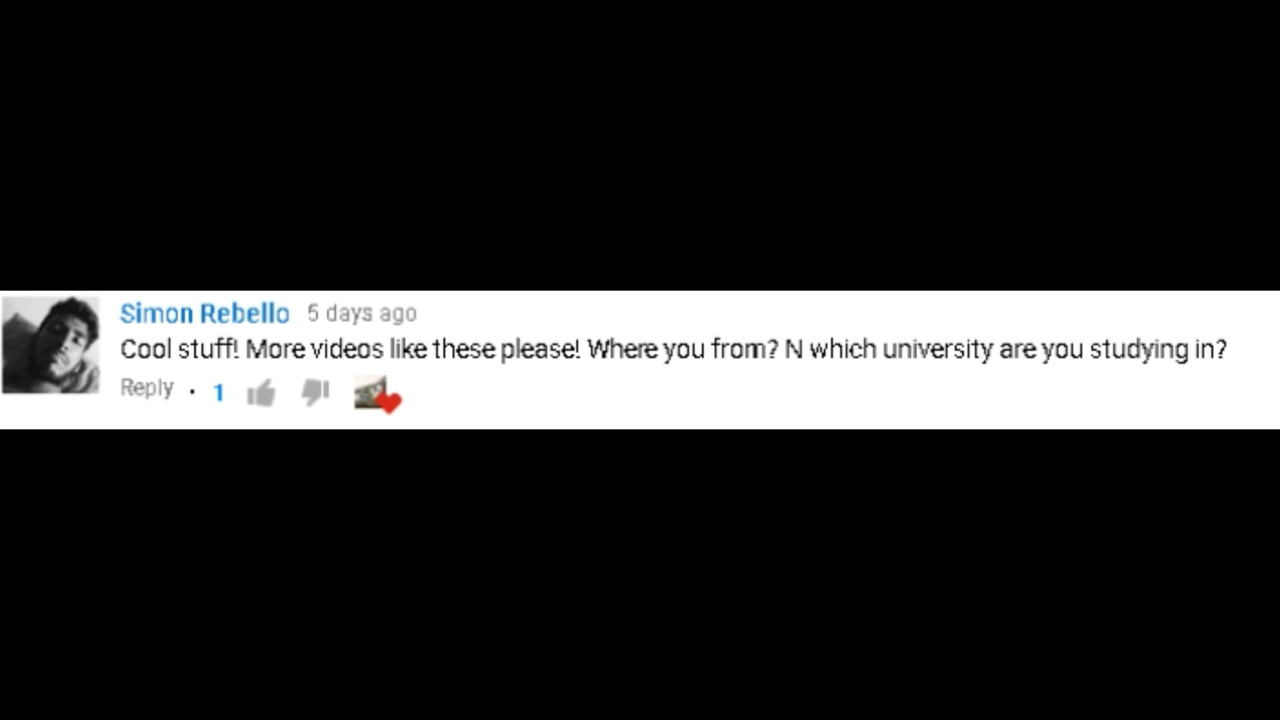 Simon Rebello 5 days ago
Cool stuff! More videos like these please! Where you from? N which university are you studying in?
Reply • 1